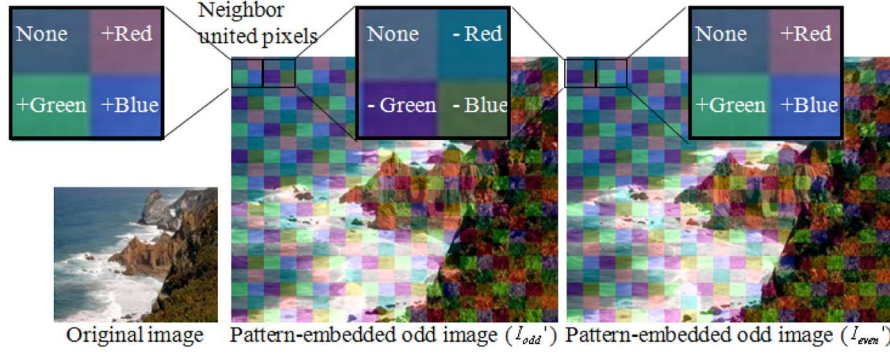 None +Red
+Green +Blue
Neighbor
united pixels
None - Red
- Green - Blue
None +Red
+Green +Blue
Original image
Pattern-embedded odd image (I_odd')
Pattern-embedded odd image (I_even')